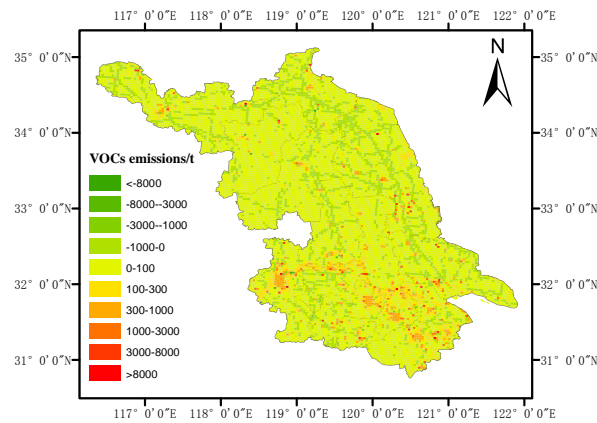 117° 0′0″E 118° 0′0″E 119° 0′0″E 120° 0′0″E 121° 0′0″E 122° 0′0″E
N
35° 0′0″N 35° 0′0″N
34° 0′0″N 34° 0′0″N
VOCs emissions/t
<-8000
-8000--3000
33° 0′0″N 33° 0′0″N
-3000--1000
-1000-0
0-100
32° 0′0″N 32° 0′0″N
100-300
300-1000
1000-3000
3000-8000
31° 0′0″N 31° 0′0″N
>8000
117° 0′0″E 118° 0′0″E 119° 0′0″E 120° 0′0″E 121° 0′0″E 122° 0′0″E